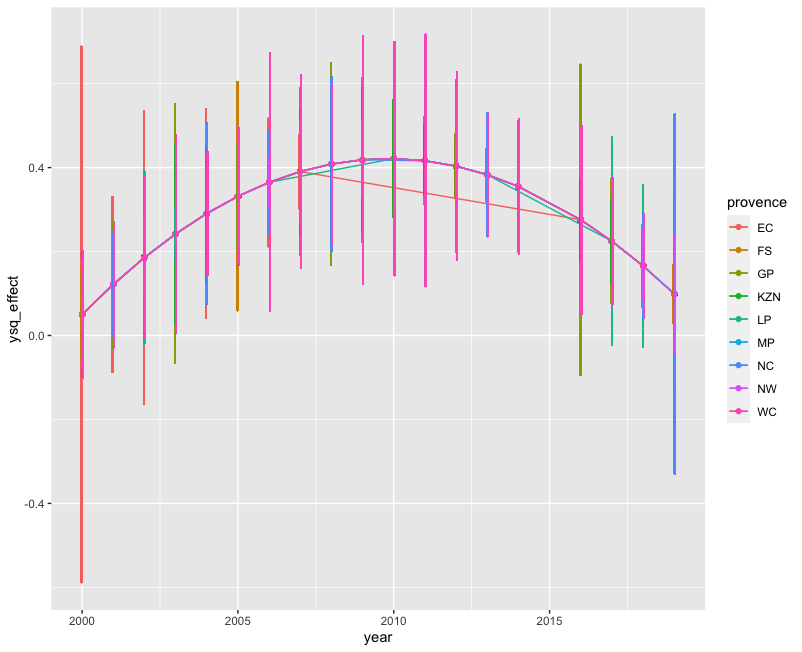 0.4
0.0
-0.4
ysq_effect
2000 2005 2010 2015
year
provence
EC
FS
GP
KZN
LP
MP
NC
NW
WC